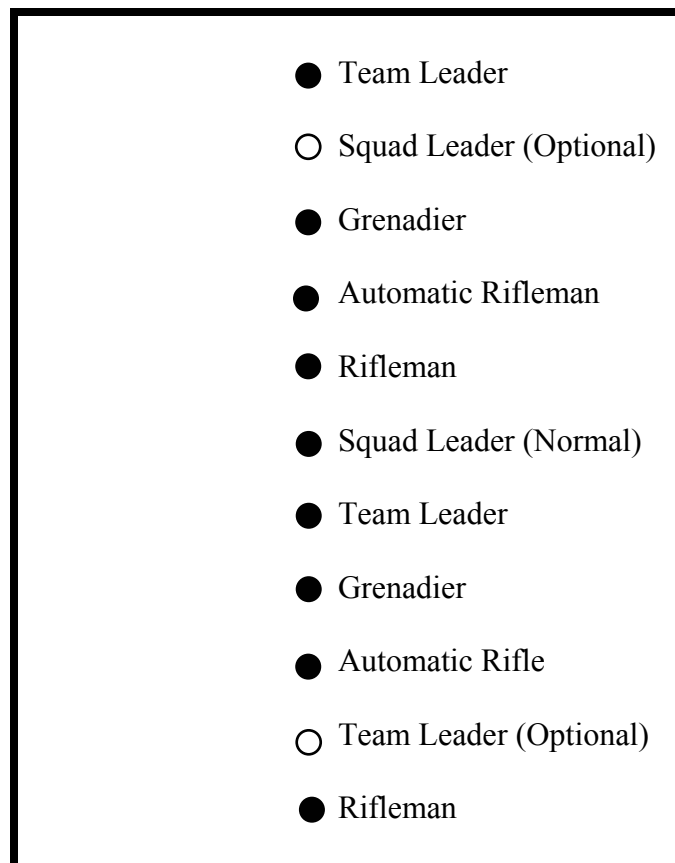 Team Leader
Squad Leader (Optional)
Grenadier
Automatic Rifleman
Rifleman
Squad Leader (Normal)
Team Leader
Grenadier
Automatic Rifle
Team Leader (Optional)
Rifleman